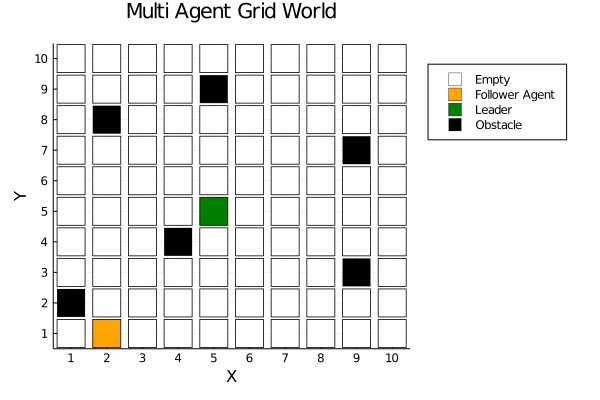 Multi Agent Grid World
Empty
Follower Agent
Leader
Obstacle
10
9
8
7
6
5
4
3
2
1
Y
1 2 3 4 5 6 7 8 9 10
X